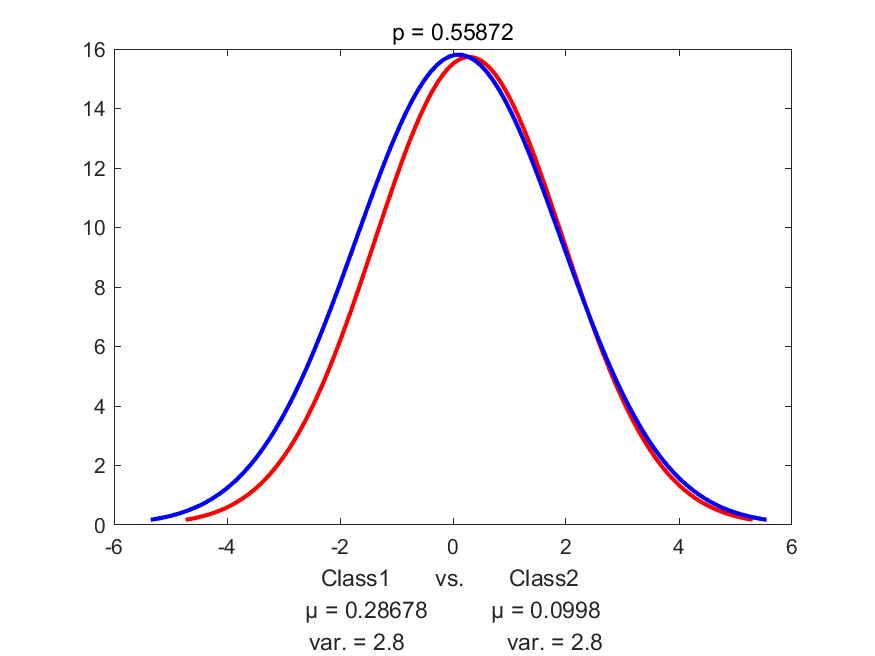 p = 0.55872
16
14
12
10
8
6
4
2
0
-6 -4 -2 0 2 4 6
Class1 vs. Class2
μ = 0.28678 μ = 0.0998
var. = 2.8 var. = 2.8